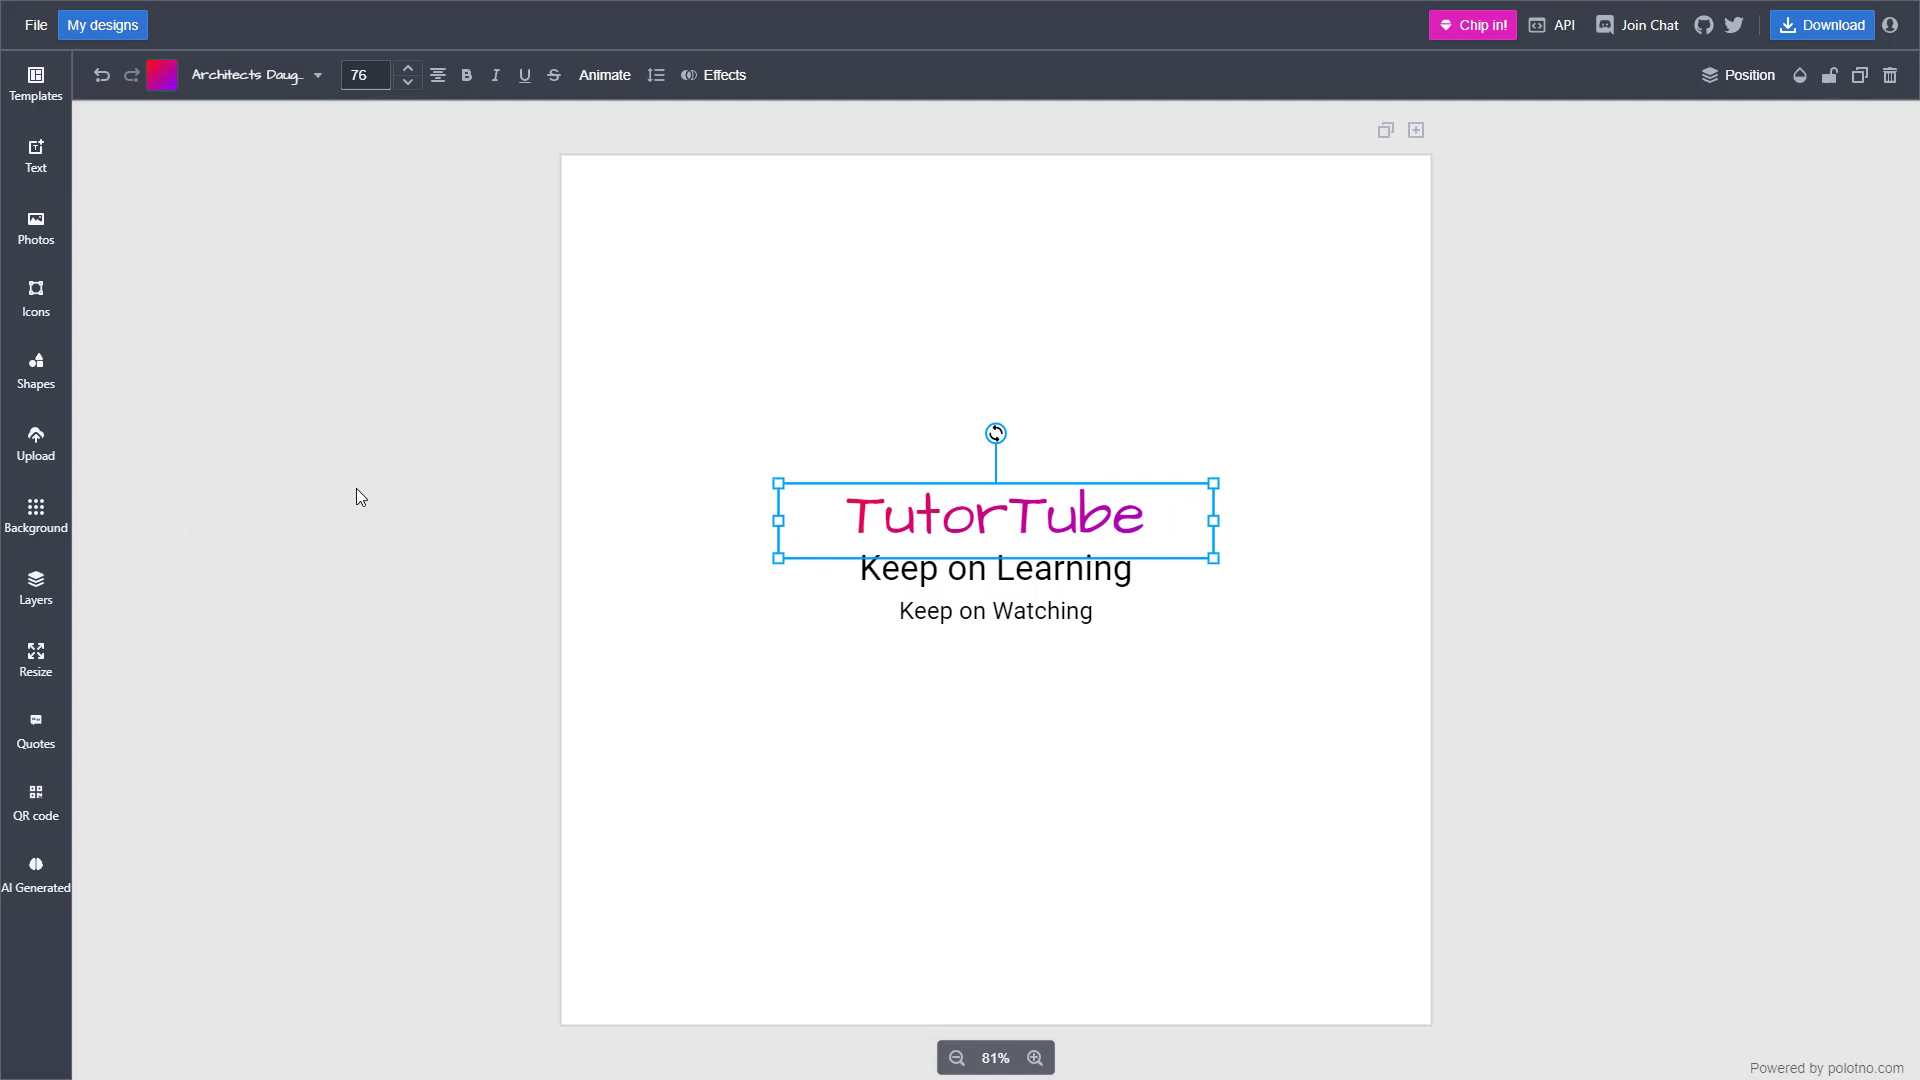 File My designs Chip in! API Join Chat Download
Architects Daug... 76 B I U S Animate Effects Position
Templates
Text
Photos
Icons
Shapes
Upload
Background
Layers
Resize
Quotes
QR code
AI Generated
TutorTube
Keep on Learning
Keep on Watching
81%
Powered by polotno.com